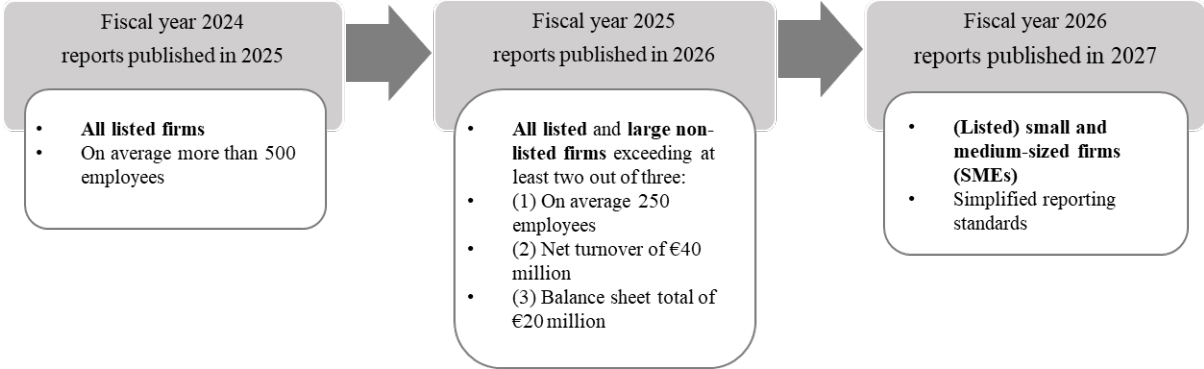 Fiscal year 2024
reports published in 2025
• All listed firms
• On average more than 500
employees
Fiscal year 2025
reports published in 2026
• All listed and large non-
listed firms exceeding at
least two out of three:
• (1) On average 250
employees
• (2) Net turnover of €40
million
• (3) Balance sheet total of
€20 million
Fiscal year 2026
reports published in 2027
• (Listed) small and
medium-sized firms
(SMEs)
• Simplified reporting
standards